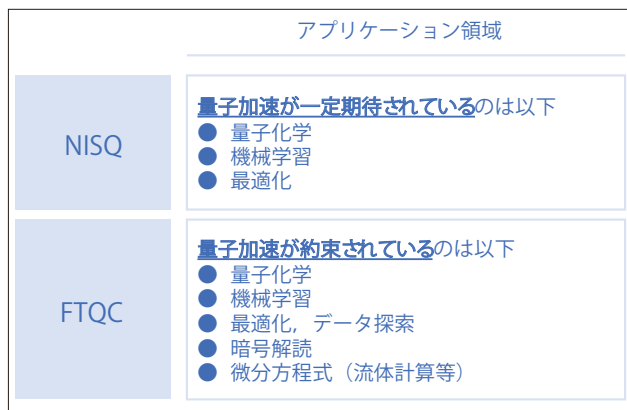 アプリケーション領域
NISQ
量子加速が一定期待されているのは以下
● 量子化学
● 機械学習
● 最適化
FTQC
量子加速が約束されているのは以下
● 量子化学
● 機械学習
● 最適化，データ探索
● 暗号解読
● 微分方程式（流体計算等）